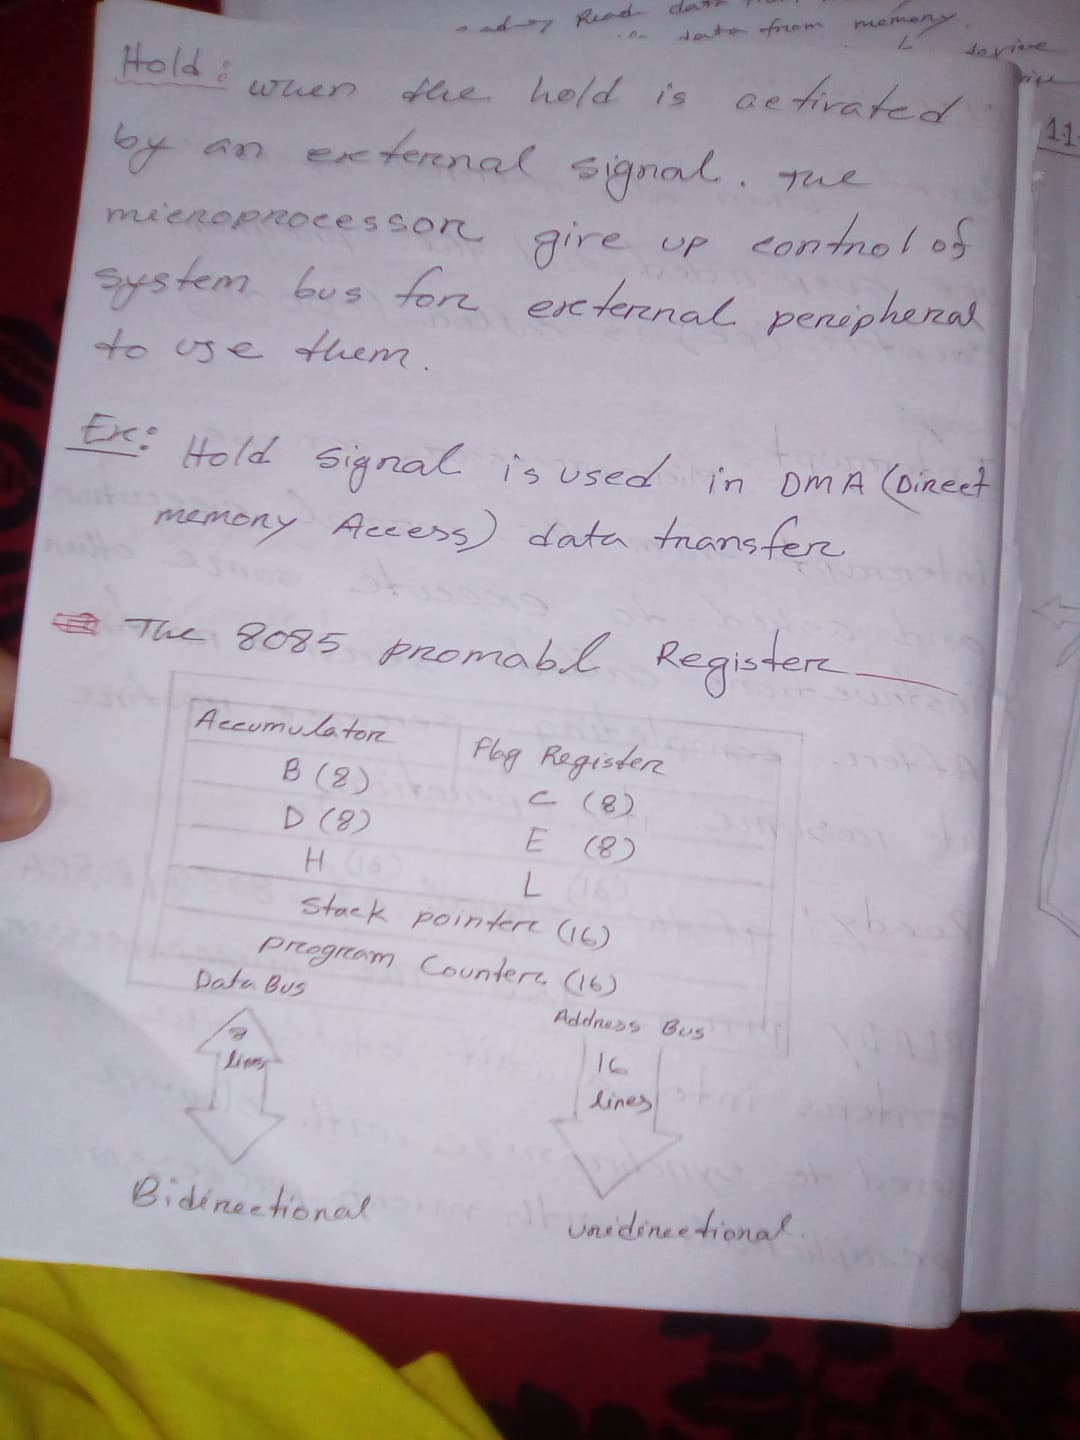 Read data
data from memory
Hold: when the hold is activated
by an external signal. The
microprocessor give up control of
system bus for external peripheral
to use them.
Ex: Hold signal is used in DMA (Direct
memory Access) data transfer
The 8085 promabl Register
Accumulator Flag Register
B (8) C (8)
D (8) E (8)
H L
Stack pointer (16)
Program Counter (16)
Data Bus Address Bus
8 16
lines lines
Bidirectional unidirectional
11